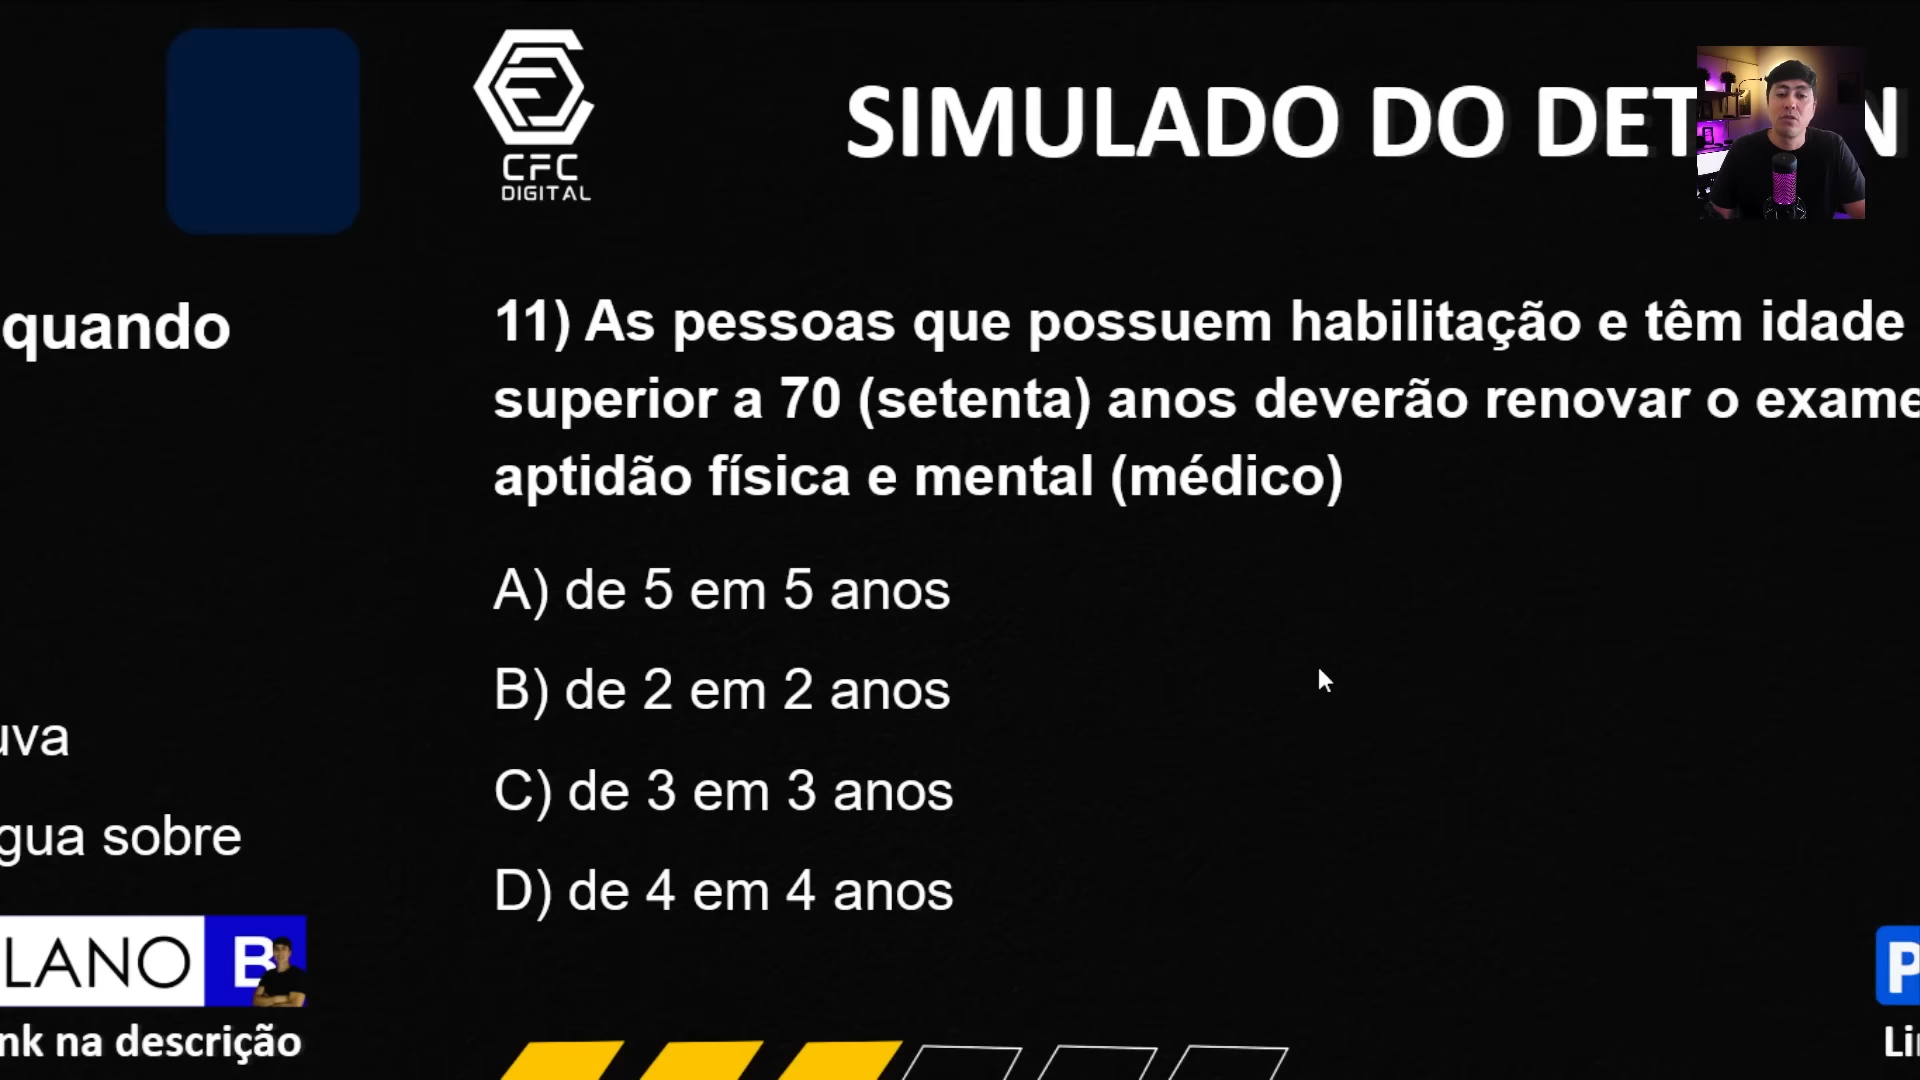 CFC
DIGITAL
SIMULADO DO DET N
quando
uva
gua sobre
LANO B
nk na descrição
11) As pessoas que possuem habilitação e têm idade
superior a 70 (setenta) anos deverão renovar o exame
aptidão física e mental (médico)
A) de 5 em 5 anos
B) de 2 em 2 anos
C) de 3 em 3 anos
D) de 4 em 4 anos
P
Li